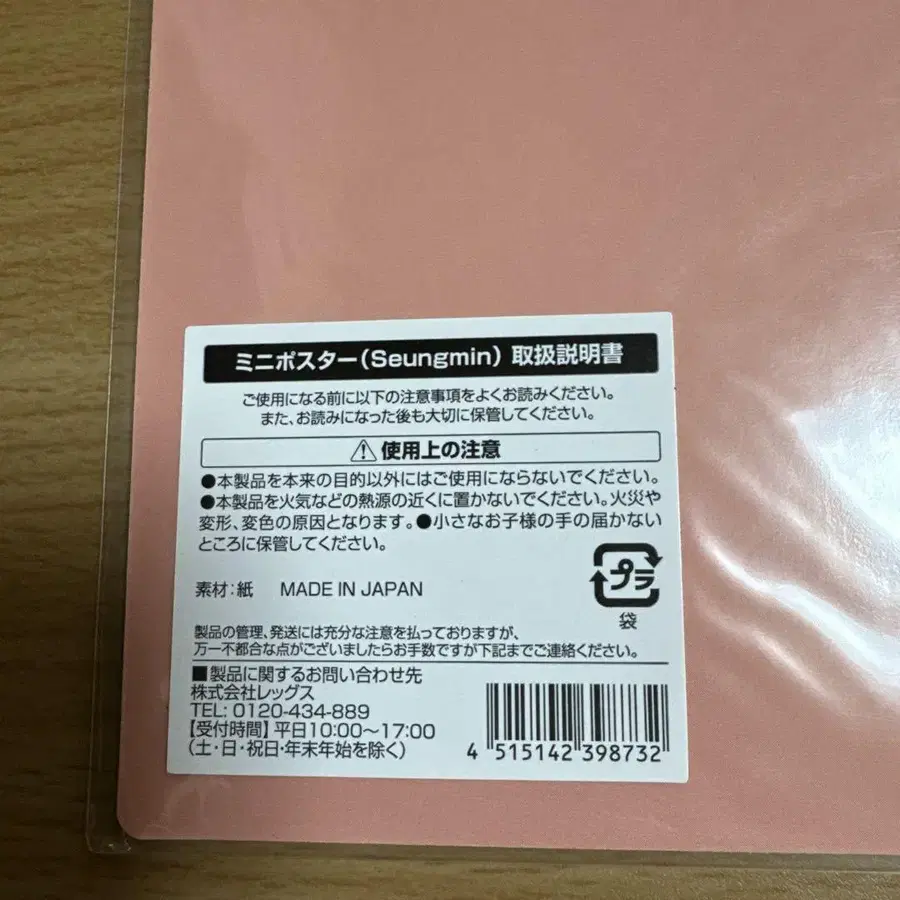 ミニポスター(Seungmin) 取扱説明書
ご使用になる前に以下の注意事項をよくお読みください。
また、お読みになった後も大切に保管してください。
使用上の注意
●本製品を本来の目的以外にはご使用にならないでください。
●本製品を火気などの熱源の近くに置かないでください。火災や
変形、変色の原因となります。●小さなお子様の手の届かない
ところに保管してください。
素材:紙 MADE IN JAPAN
プラ
袋
製品の管理、発送には充分な注意を払っておりますが、
万一不都合な点がございましたらお手数ですが下記までご連絡ください。
■製品に関するお問い合わせ先
株式会社レッグス
TEL: 0120-434-889
【受付時間】平日10:00〜17:00
(土・日・祝日・年末年始を除く)
4 515142 398732